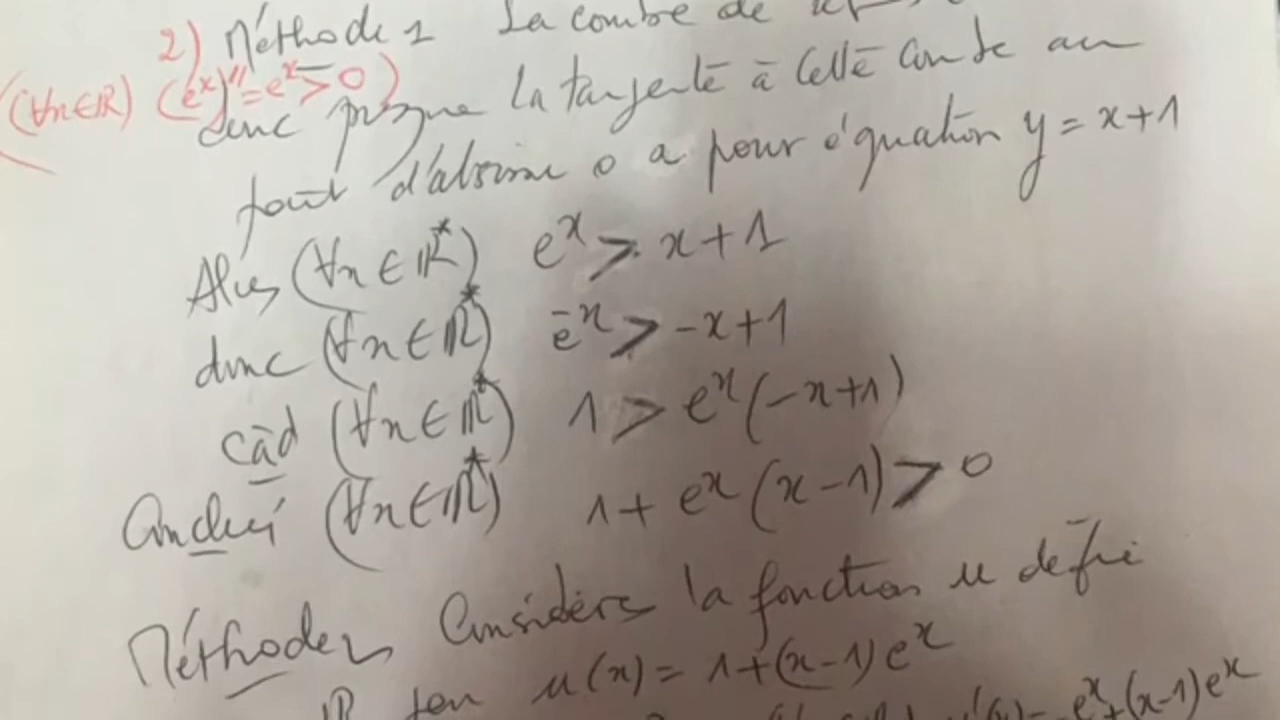 2) Méthode 1 La courbe de
(∀x∈ℝ) (eˣ)''=eˣ>0)
donc puisque la tangente à cette courbe au
point d'abscisse 0 a pour équation y = x+1
Alors (∀x∈ℝ*) eˣ > x+1
donc (∀x∈ℝ*) e⁻ˣ > -x+1
càd (∀x∈ℝ*) 1 > eˣ(-x+1)
(∀x∈ℝ*) 1+ eˣ(x-1)>0
Méthode 2 Considérons la fonction u définie
u(x) = 1+(x-1)eˣ
eˣ+(x-1)eˣ